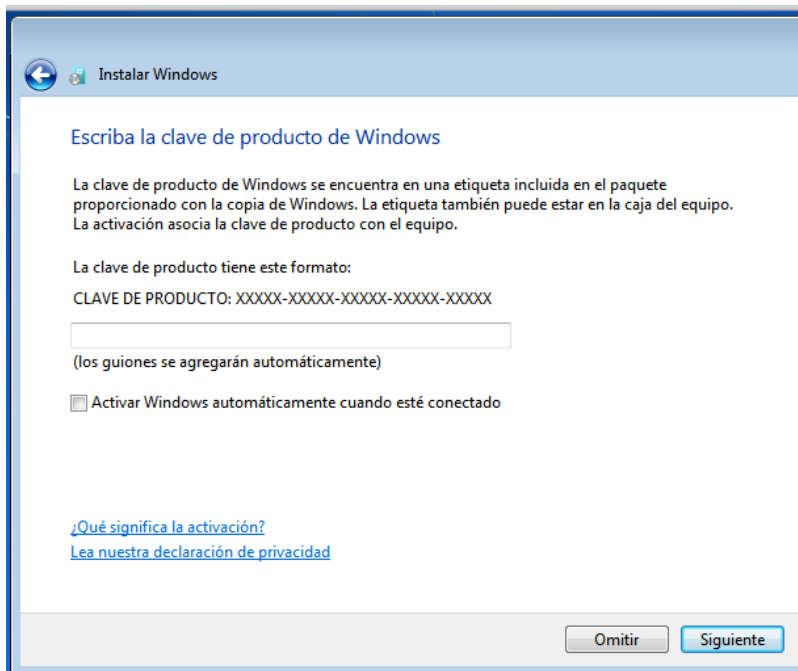 Instalar Windows
Escriba la clave de producto de Windows
La clave de producto de Windows se encuentra en una etiqueta incluida en el paquete
proporcionado con la copia de Windows. La etiqueta también puede estar en la caja del equipo.
La activación asocia la clave de producto con el equipo.
La clave de producto tiene este formato:
CLAVE DE PRODUCTO: XXXXX-XXXXX-XXXXX-XXXXX-XXXXX
(los guiones se agregarán automáticamente)
Activar Windows automáticamente cuando esté conectado
¿Qué significa la activación?
Lea nuestra declaración de privacidad
Omitir Siguiente